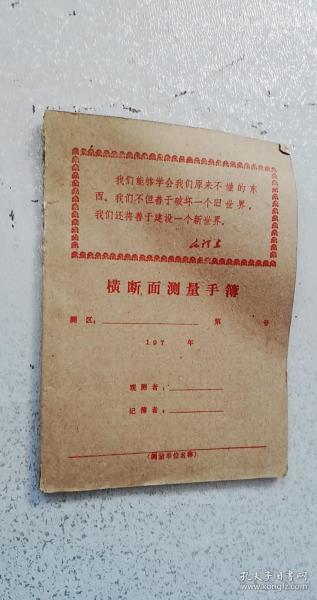 我们能够学会我们原来不懂的东
西。我们不但善于破坏一个旧世界，
我们还将善于建设一个新世界。
毛泽东
横断面测量手簿
测区：第号
197 年
观测者：
记簿者：
（测量单位名称）
孔夫子旧书网
www.kongfz.com